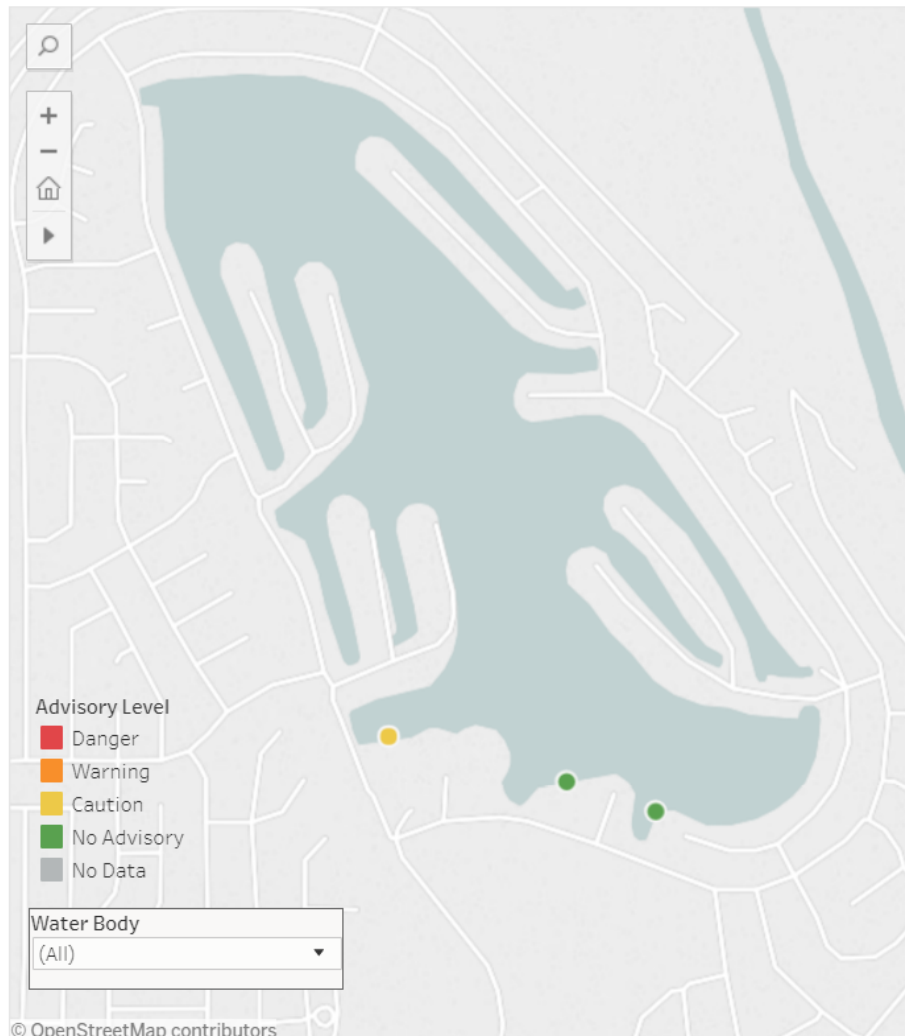 +
−
Advisory Level
Danger
Warning
Caution
No Advisory
No Data
Water Body
(All)
© OpenStreetMap contributors